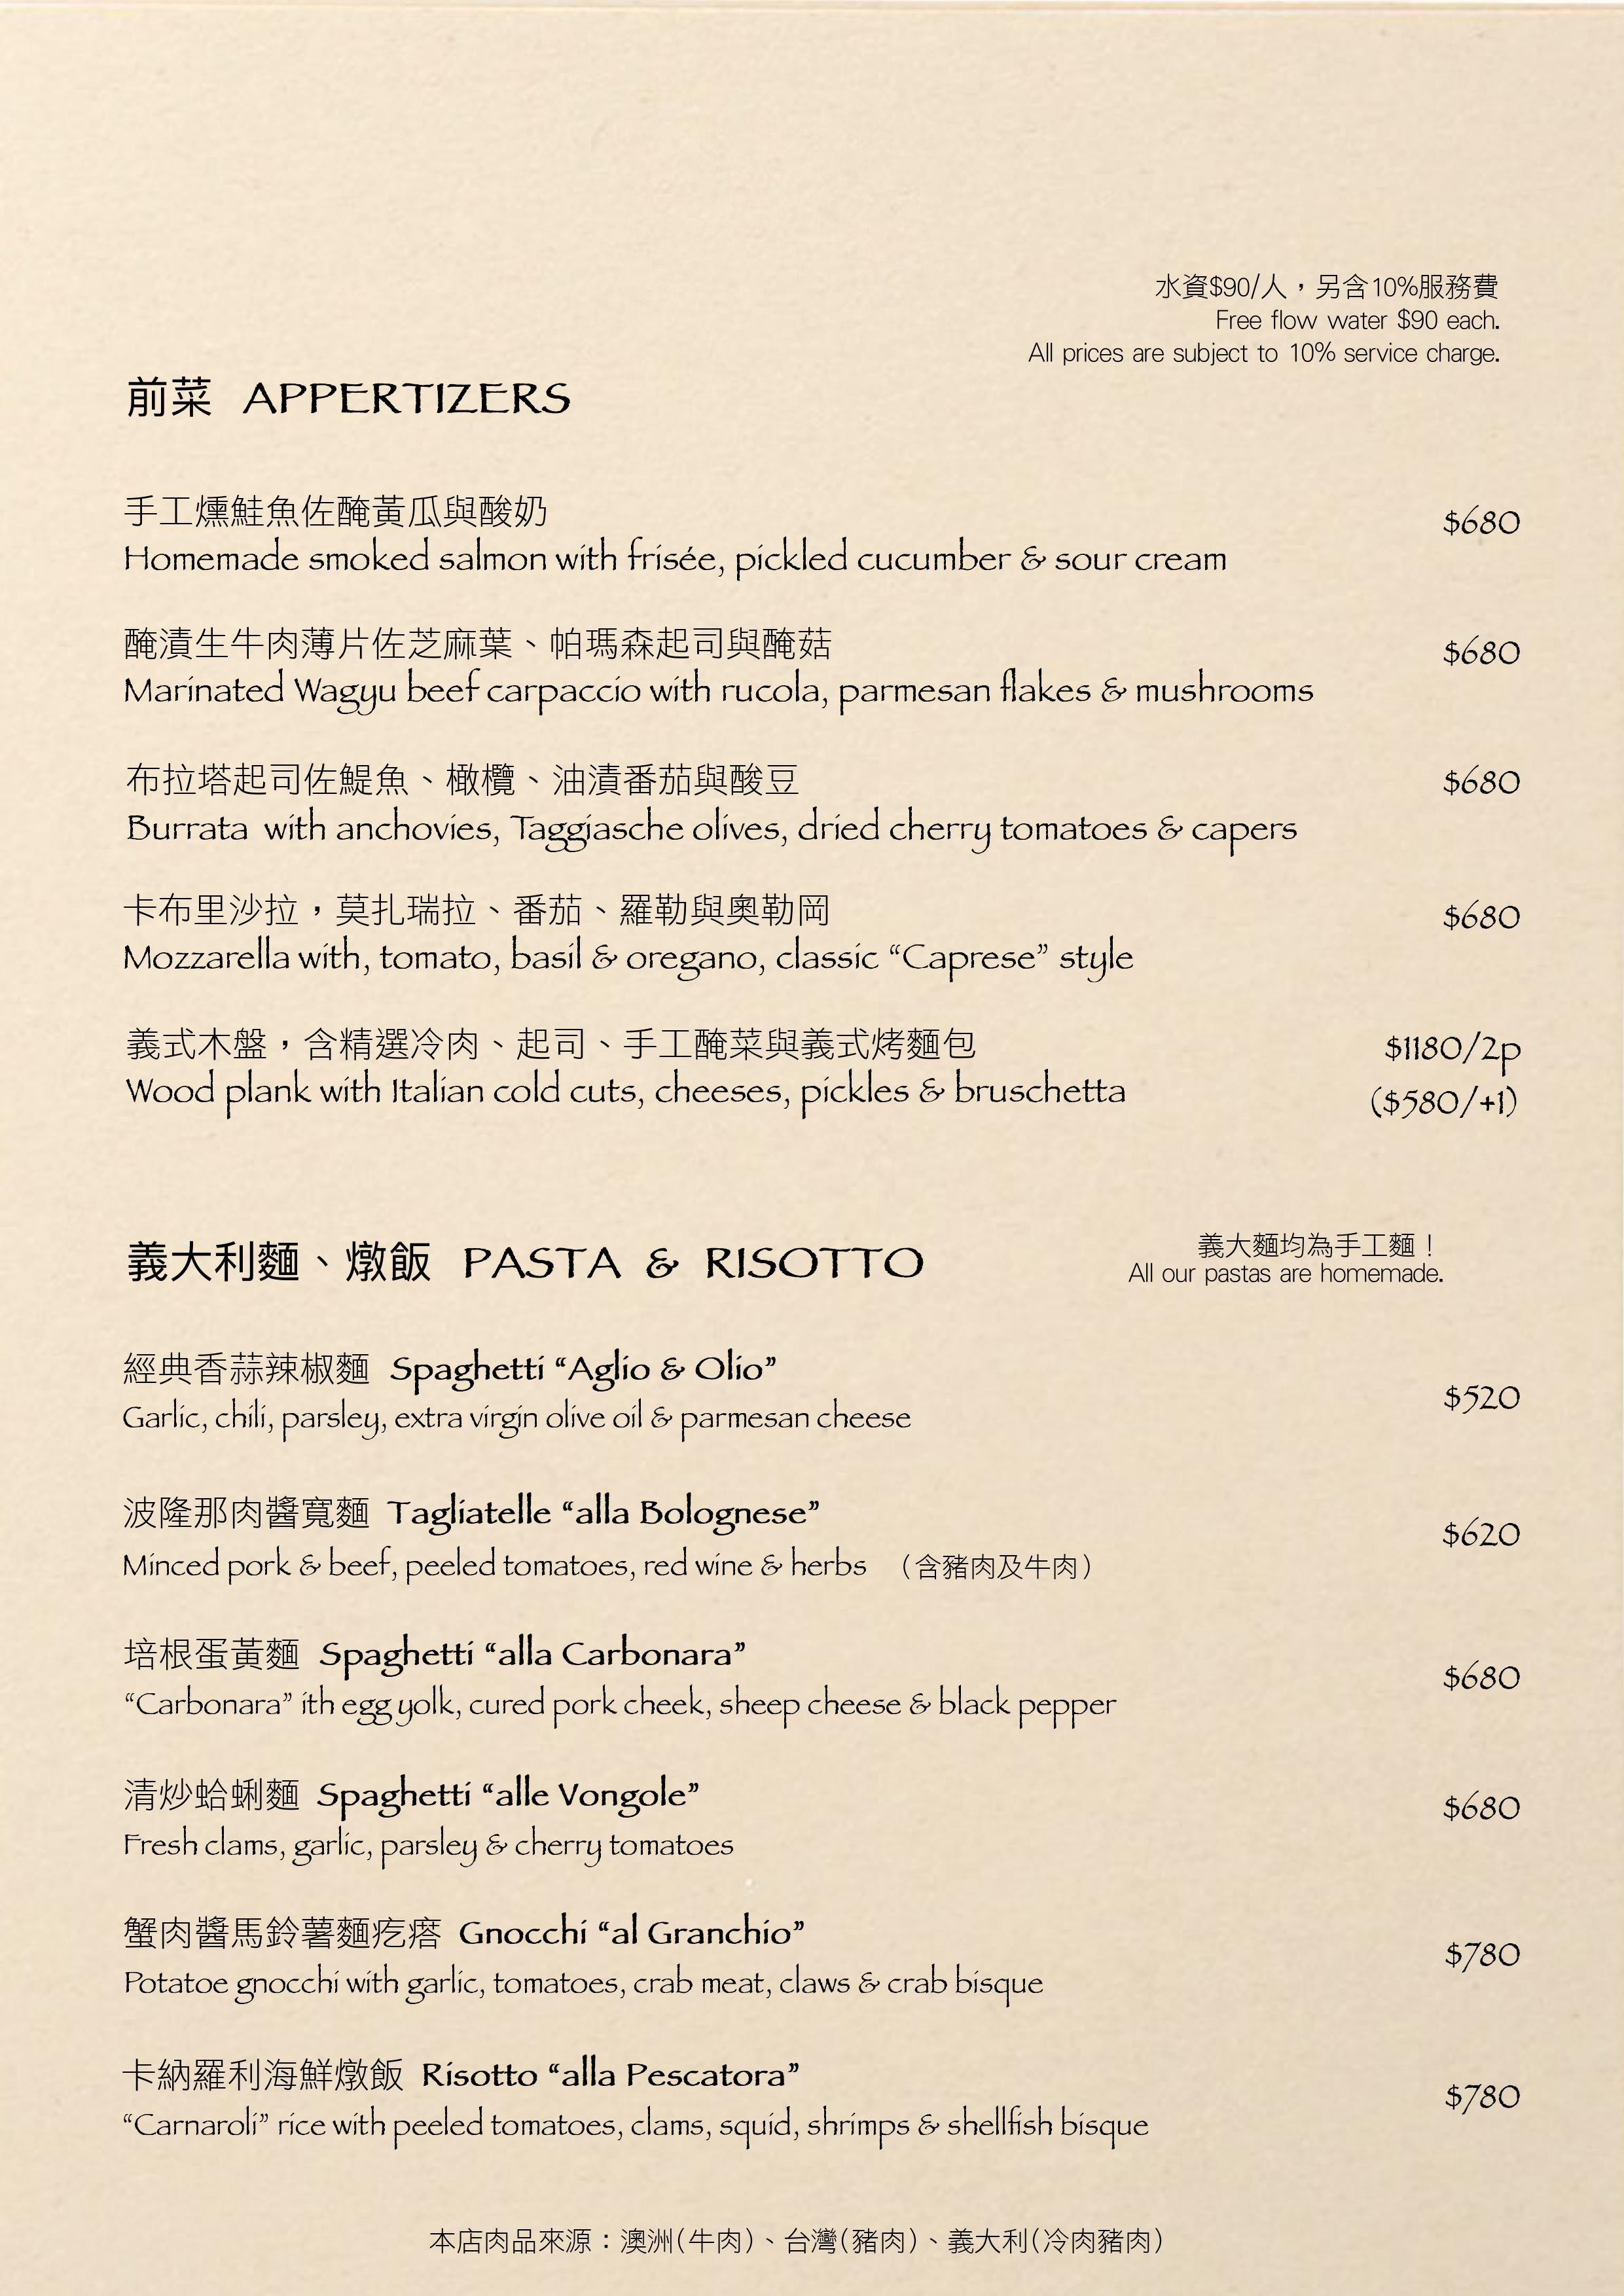 水資$90/人，另含10%服務費
Free flow water $90 each.
All prices are subject to 10% service charge.
前菜 APPERTIZERS
手工燻鮭魚佐醃黃瓜與酸奶
$680
Homemade smoked salmon with frisée, pickled cucumber & sour cream
醃漬生牛肉薄片佐芝麻葉、帕瑪森起司與醃菇
$680
Marinated Wagyu beef carpaccio with rucola, parmesan flakes & mushrooms
布拉塔起司佐鯷魚、橄欖、油漬番茄與酸豆
$680
Burrata with anchovies, Taggiasche olives, dried cherry tomatoes & capers
卡布里沙拉，莫扎瑞拉、番茄、羅勒與奧勒岡
$680
Mozzarella with, tomato, basil & oregano, classic “Caprese” style
義式木盤，含精選冷肉、起司、手工醃菜與義式烤麵包
$1180/2p
Wood plank with Italian cold cuts, cheeses, pickles & bruschetta
($580/+1)
義大利麵、燉飯 PASTA & RISOTTO
義大麵均為手工麵！
All our pastas are homemade.
經典香蒜辣椒麵 Spaghetti “Aglio & Olio”
$520
Garlic, chili, parsley, extra virgin olive oil & parmesan cheese
波隆那肉醬寬麵 Tagliatelle “alla Bolognese”
$620
Minced pork & beef, peeled tomatoes, red wine & herbs （含豬肉及牛肉）
培根蛋黃麵 Spaghetti “alla Carbonara”
$680
“Carbonara” ith egg yolk, cured pork cheek, sheep cheese & black pepper
清炒蛤蜊麵 Spaghetti “alle Vongole”
$680
Fresh clams, garlic, parsley & cherry tomatoes
蟹肉醬馬鈴薯麵疙瘩 Gnocchi “al Granchio”
$780
Potatoe gnocchi with garlic, tomatoes, crab meat, claws & crab bisque
卡納羅利海鮮燉飯 Risotto “alla Pescatora”
$780
“Carnaroli” rice with peeled tomatoes, clams, squid, shrimps & shellfish bisque
本店肉品來源：澳洲(牛肉)、台灣(豬肉)、義大利(冷肉豬肉)